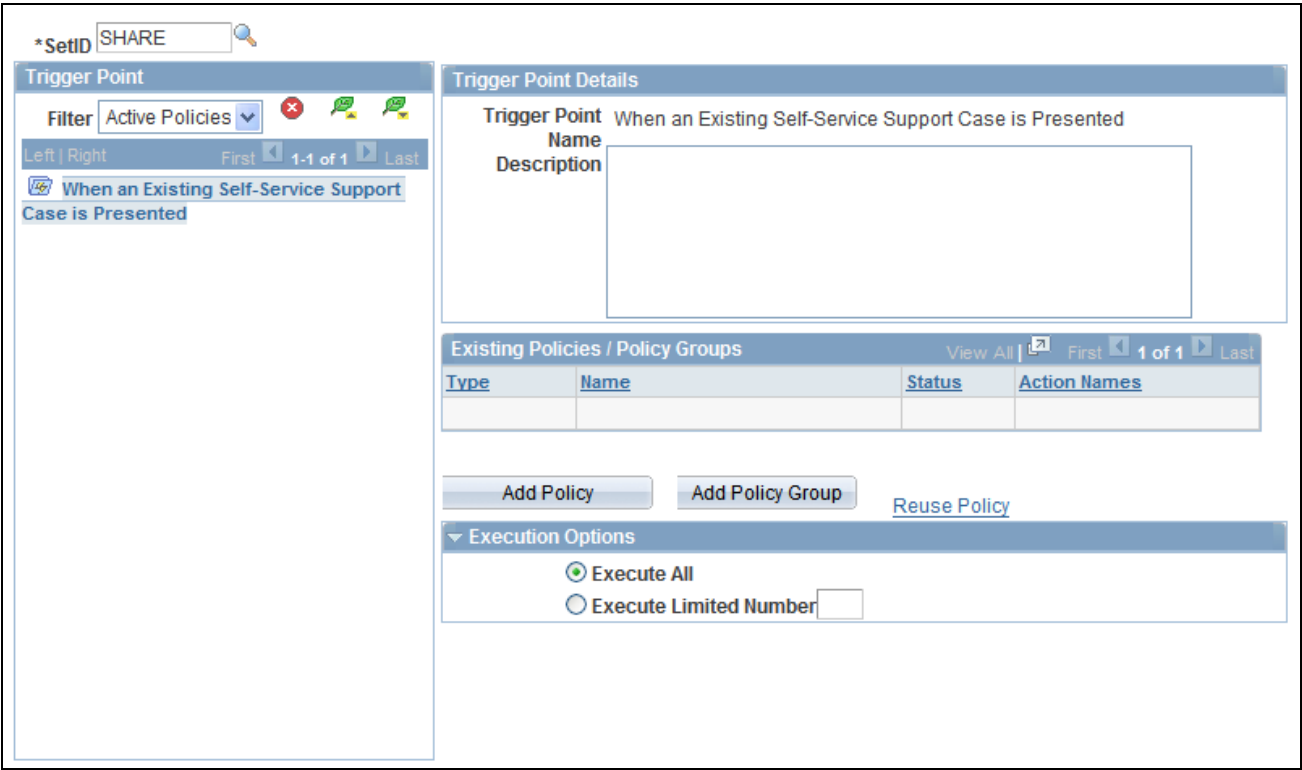 *SetID SHARE
Trigger Point
Filter Active Policies
Left | Right First 1-1 of 1 Last
When an Existing Self-Service Support
Case is Presented
Trigger Point Details
Trigger Point Name When an Existing Self-Service Support Case is Presented
Description
Existing Policies / Policy Groups View All | First 1 of 1 Last
Type Name Status Action Names
Add Policy Add Policy Group Reuse Policy
Execution Options
Execute All
Execute Limited Number